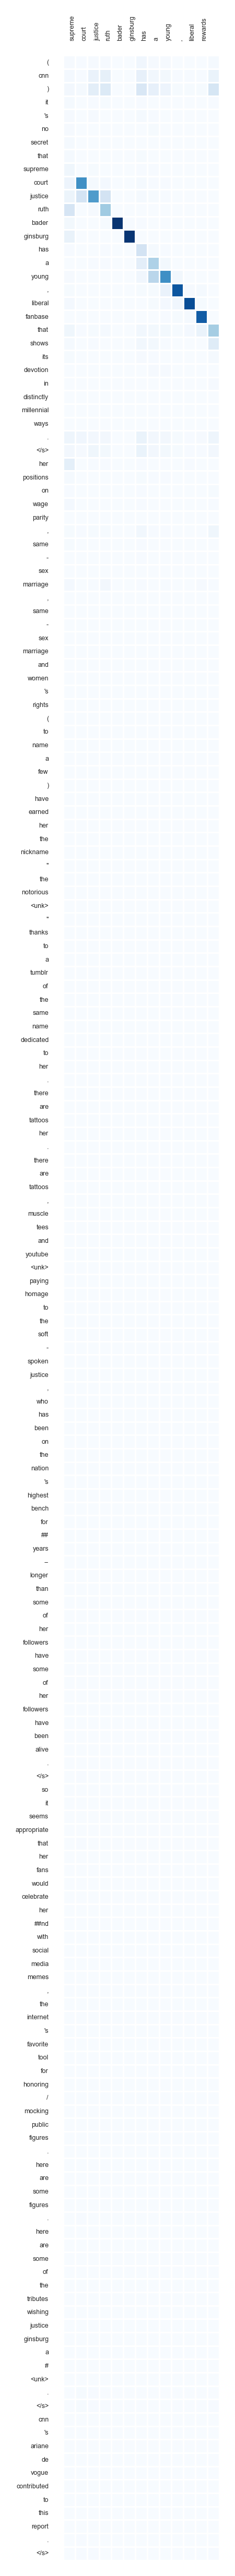 supreme
court
justice
ruth
bader
ginsburg
has
a
young
,
liberal
rewards
(
cnn
)
it
's
no
secret
that
supreme
court
justice
ruth
bader
ginsburg
has
a
young
,
liberal
fanbase
that
shows
its
devotion
in
distinctly
millennial
ways
.
</s>
her
positions
on
wage
parity
,
same
-
sex
marriage
,
same
-
sex
marriage
and
women
's
rights
(
to
name
a
few
)
have
earned
her
the
nickname
"
the
notorious
<unk>
"
thanks
to
a
tumblr
of
the
same
name
dedicated
to
her
.
there
are
tattoos
her
.
there
are
tattoos
,
muscle
tees
and
youtube
<unk>
paying
homage
to
the
soft
-
spoken
justice
,
who
has
been
on
the
nation
's
highest
bench
for
##
years
–
longer
than
some
of
her
followers
have
some
of
her
followers
have
been
alive
.
</s>
so
it
seems
appropriate
that
her
fans
would
celebrate
her
##nd
with
social
media
memes
,
the
internet
's
favorite
tool
for
honoring
/
mocking
public
figures
.
here
are
some
figures
.
here
are
some
of
the
tributes
wishing
justice
ginsburg
a
#
<unk>
.
</s>
cnn
's
ariane
de
vogue
contributed
to
this
report
.
</s>